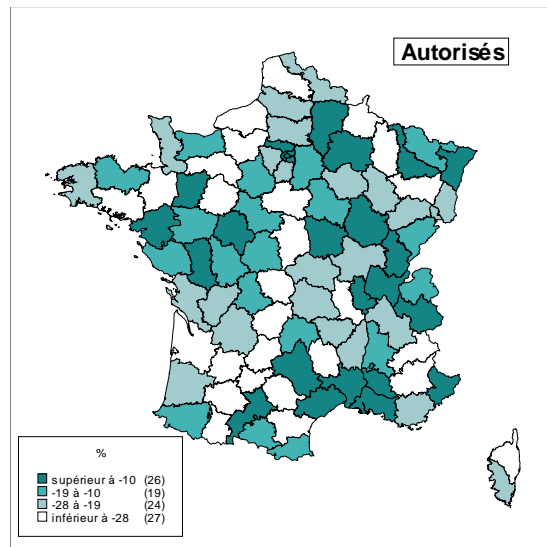 Autorisés
%
supérieur à -10 (26)
-19 à -10 (19)
-28 à -19 (24)
inférieur à -28 (27)